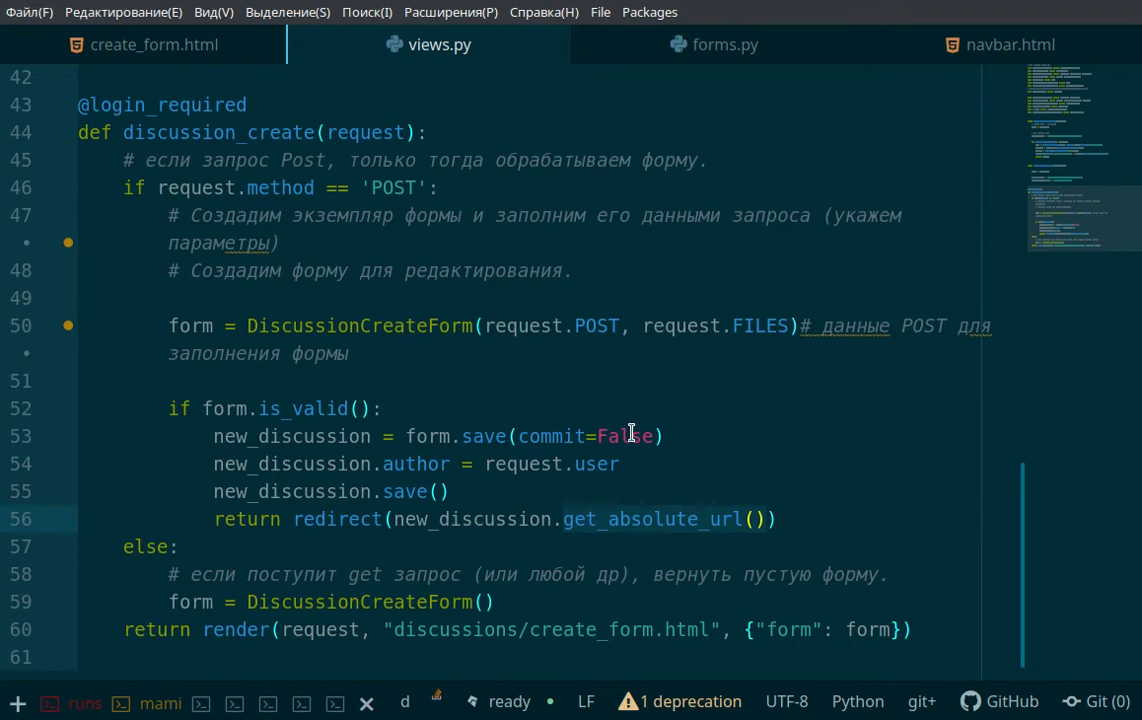 Файл(F) Редактирование(E) Вид(V) Выделение(S) Поиск(I) Расширения(P) Справка(H) File Packages
create_form.html views.py forms.py navbar.html
42
43 @login_required
44 def discussion_create(request):
45 # если запрос Post, только тогда обрабатываем форму.
46 if request.method == 'POST':
47 # Создадим экземпляр формы и заполним его данными запроса (укажем
• параметры)
48 # Создадим форму для редактирования.
49
50 form = DiscussionCreateForm(request.POST, request.FILES)# данные POST для
• заполнения формы
51
52 if form.is_valid():
53 new_discussion = form.save(commit=False)
54 new_discussion.author = request.user
55 new_discussion.save()
56 return redirect(new_discussion.get_absolute_url())
57 else:
58 # если поступит get запрос (или любой др), вернуть пустую форму.
59 form = DiscussionCreateForm()
60 return render(request, "discussions/create_form.html", {"form": form})
61
runs mami d ready LF 1 deprecation UTF-8 Python git+ GitHub Git (0)